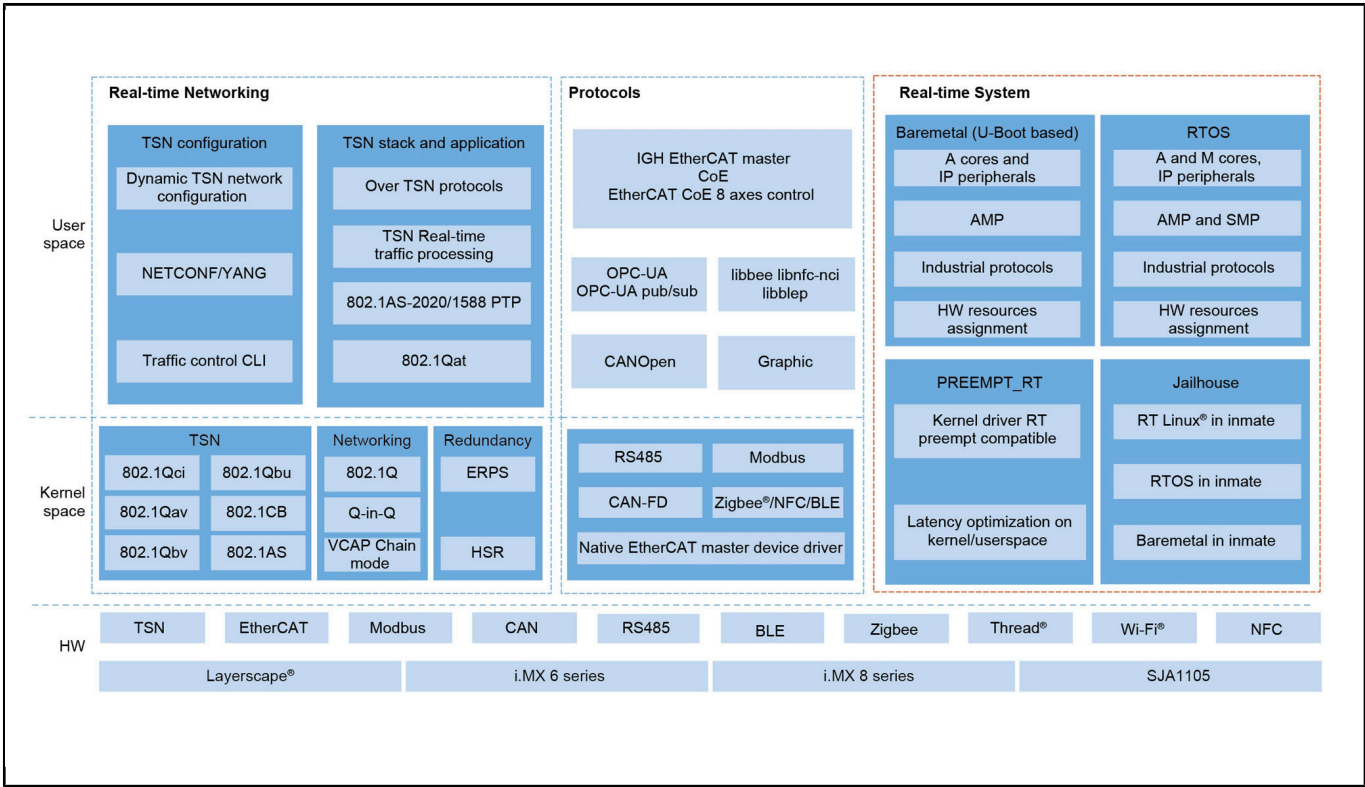 Real-time Networking
Protocols
Real-time System
User
space
TSN configuration
Dynamic TSN network
configuration
NETCONF/YANG
Traffic control CLI
TSN stack and application
Over TSN protocols
TSN Real-time
traffic processing
802.1AS-2020/1588 PTP
802.1Qat
IGH EtherCAT master
CoE
EtherCAT CoE 8 axes control
OPC-UA
OPC-UA pub/sub
libbee libnfc-nci
libblep
CANOpen
Graphic
Baremetal (U-Boot based)
A cores and
IP peripherals
AMP
Industrial protocols
HW resources
assignment
RTOS
A and M cores,
IP peripherals
AMP and SMP
Industrial protocols
HW resources
assignment
PREEMPT_RT
Kernel driver RT
preempt compatible
Latency optimization on
kernel/userspace
Jailhouse
RT Linux® in inmate
RTOS in inmate
Baremetal in inmate
Kernel
space
TSN
802.1Qci
802.1Qbu
802.1Qav
802.1CB
802.1Qbv
802.1AS
Networking
802.1Q
Q-in-Q
VCAP Chain
mode
Redundancy
ERPS
HSR
RS485
Modbus
CAN-FD
Zigbee®/NFC/BLE
Native EtherCAT master device driver
HW
TSN
EtherCAT
Modbus
CAN
RS485
BLE
Zigbee
Thread®
Wi-Fi®
NFC
Layerscape®
i.MX 6 series
i.MX 8 series
SJA1105